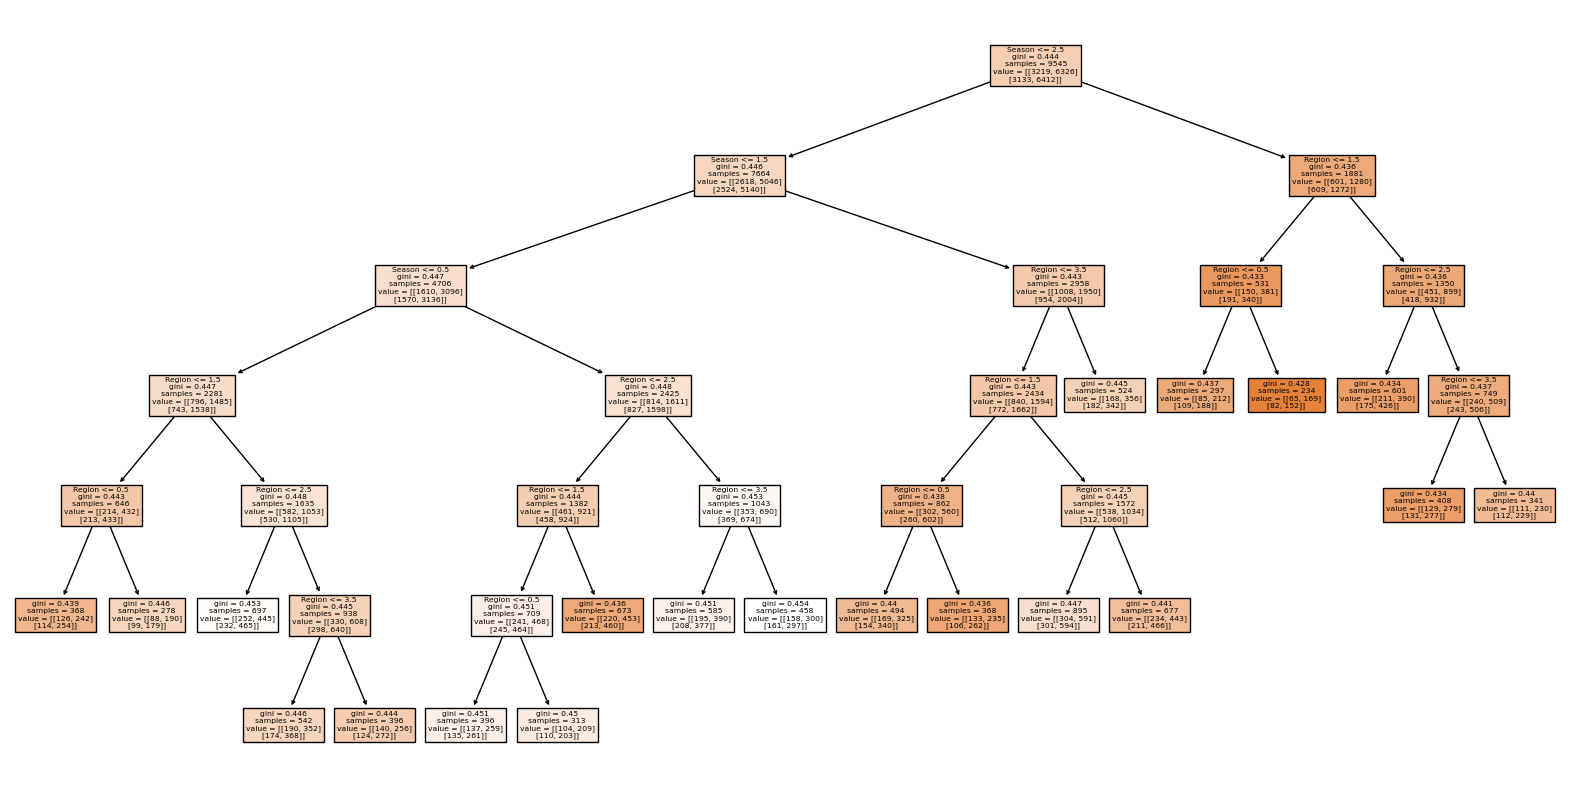 Season <= 2.5
gini = 0.444
samples = 9545
value = [[3219, 6326]
[3133, 6412]]
Season <= 1.5
gini = 0.446
samples = 7664
value = [[2618, 5046]
[2524, 5140]]
Region <= 1.5
gini = 0.436
samples = 1881
value = [[601, 1280]
[609, 1272]]
Season <= 0.5
gini = 0.447
samples = 4706
value = [[1610, 3096]
[1570, 3136]]
Region <= 3.5
gini = 0.443
samples = 2958
value = [[1008, 1950]
[954, 2004]]
Region <= 0.5
gini = 0.433
samples = 531
value = [[150, 381]
[191, 340]]
Region <= 2.5
gini = 0.436
samples = 1350
value = [[451, 899]
[418, 932]]
Region <= 1.5
gini = 0.447
samples = 2281
value = [[796, 1485]
[743, 1538]]
Region <= 2.5
gini = 0.448
samples = 2425
value = [[814, 1611]
[827, 1598]]
Region <= 1.5
gini = 0.443
samples = 2434
value = [[840, 1594]
[772, 1662]]
gini = 0.445
samples = 524
value = [[168, 356]
[182, 342]]
gini = 0.437
samples = 297
value = [[85, 212]
[109, 188]]
gini = 0.428
samples = 234
value = [[65, 169]
[82, 152]]
gini = 0.434
samples = 601
value = [[211, 390]
[175, 426]]
Region <= 3.5
gini = 0.437
samples = 749
value = [[240, 509]
[243, 506]]
Region <= 0.5
gini = 0.443
samples = 646
value = [[214, 432]
[213, 433]]
Region <= 2.5
gini = 0.448
samples = 1635
value = [[582, 1053]
[530, 1105]]
Region <= 1.5
gini = 0.444
samples = 1382
value = [[461, 921]
[458, 924]]
Region <= 3.5
gini = 0.453
samples = 1043
value = [[353, 690]
[369, 674]]
Region <= 0.5
gini = 0.438
samples = 862
value = [[302, 560]
[260, 602]]
Region <= 2.5
gini = 0.445
samples = 1572
value = [[538, 1034]
[512, 1060]]
gini = 0.434
samples = 408
value = [[129, 279]
[131, 277]]
gini = 0.44
samples = 341
value = [[111, 230]
[112, 229]]
gini = 0.439
samples = 368
value = [[126, 242]
[114, 254]]
gini = 0.446
samples = 278
value = [[88, 190]
[99, 179]]
gini = 0.453
samples = 697
value = [[252, 445]
[232, 465]]
Region <= 3.5
gini = 0.445
samples = 938
value = [[330, 608]
[298, 640]]
Region <= 0.5
gini = 0.451
samples = 709
value = [[241, 468]
[245, 464]]
gini = 0.436
samples = 673
value = [[220, 453]
[213, 460]]
gini = 0.451
samples = 585
value = [[195, 390]
[208, 377]]
gini = 0.454
samples = 458
value = [[158, 300]
[161, 297]]
gini = 0.44
samples = 494
value = [[169, 325]
[154, 340]]
gini = 0.436
samples = 368
value = [[133, 235]
[106, 262]]
gini = 0.447
samples = 895
value = [[304, 591]
[301, 594]]
gini = 0.441
samples = 677
value = [[234, 443]
[211, 466]]
gini = 0.446
samples = 542
value = [[190, 352]
[174, 368]]
gini = 0.444
samples = 396
value = [[140, 256]
[124, 272]]
gini = 0.451
samples = 396
value = [[137, 259]
[135, 261]]
gini = 0.45
samples = 313
value = [[104, 209]
[110, 203]]